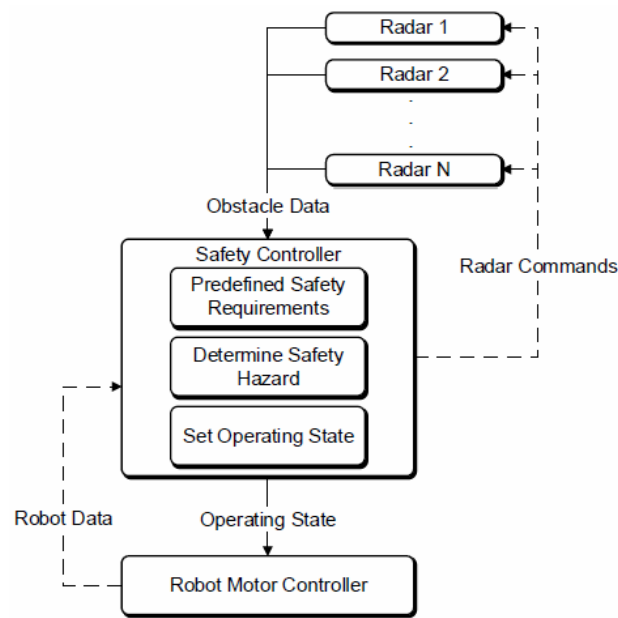 Radar 1
Radar 2
.
.
.
Radar N
Obstacle Data
Safety Controller
Radar Commands
Predefined Safety
Requirements
Determine Safety
Hazard
Set Operating State
Robot Data
Operating State
Robot Motor Controller